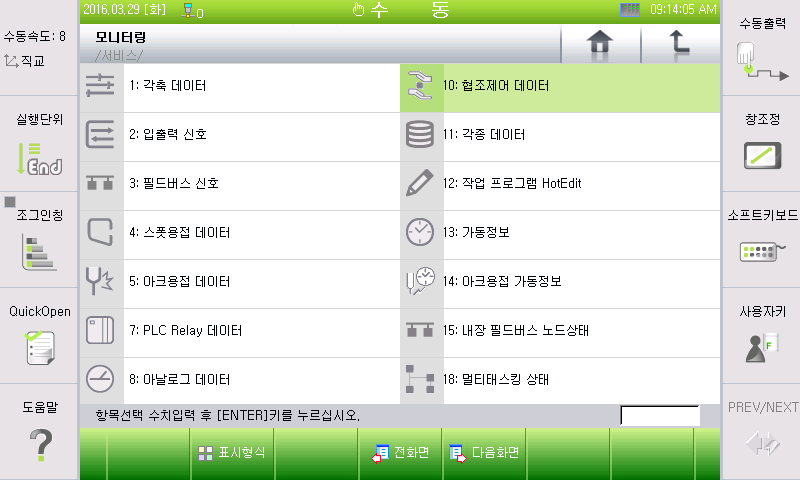 2016.03.29 [화] 0 수 동 09:14:05 AM
수동속도: 8
직교
실행단위
End
조그인칭
QuickOpen
도움말
모니터링
/서비스/
1: 각축 데이터
2: 입출력 신호
3: 필드버스 신호
4: 스폿용접 데이터
5: 아크용접 데이터
7: PLC Relay 데이터
8: 아날로그 데이터
10: 협조제어 데이터
11: 각종 데이터
12: 작업 프로그램 HotEdit
13: 가동정보
14: 아크용접 가동정보
15: 내장 필드버스 노드상태
18: 멀티태스킹 상태
항목선택 수치입력 후 [ENTER]키를 누르십시오.
표시형식
전화면
다음화면
수동출력
창조정
소프트키보드
사용자키
F
PREV/NEXT